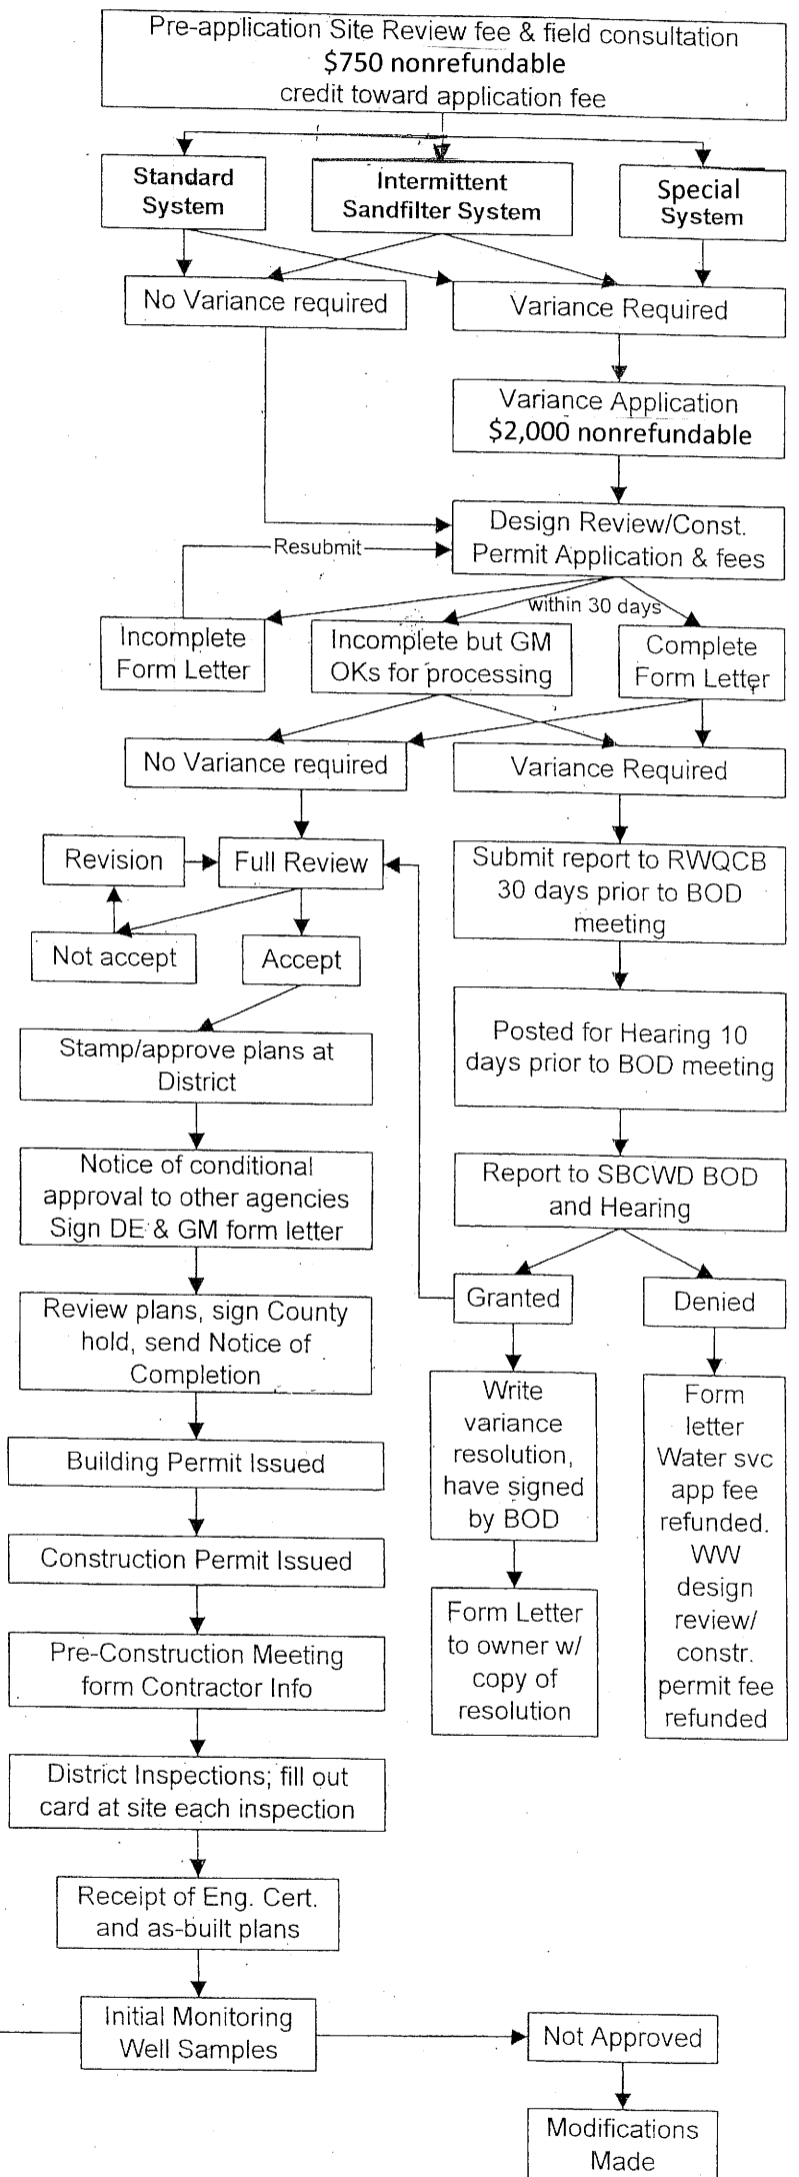 Pre-application Site Review fee & field consultation
$750 nonrefundable
credit toward application fee
Standard
System
Intermittent
Sandfilter System
Special
System
No Variance required
Variance Required
Variance Application
$2,000 nonrefundable
Design Review/Const.
Permit Application & fees
Resubmit
within 30 days
Incomplete
Form Letter
Incomplete but GM
OKs for processing
Complete
Form Letter
No Variance required
Variance Required
Revision
Full Review
Submit report to RWQCB
30 days prior to BOD
meeting
Not accept
Accept
Posted for Hearing 10
days prior to BOD meeting
Stamp/approve plans at
District
Notice of conditional
approval to other agencies
Sign DE & GM form letter
Report to SBCWD BOD
and Hearing
Review plans, sign County
hold, send Notice of
Completion
Granted
Denied
Write
variance
resolution,
have signed
by BOD
Form
letter
Water svc
app fee
refunded.
WW
design
review/
constr.
permit fee
refunded
Building Permit Issued
Construction Permit Issued
Form Letter
to owner w/
copy of
resolution
Pre-Construction Meeting
form Contractor Info
District Inspections; fill out
card at site each inspection
Receipt of Eng. Cert.
and as-built plans
Initial Monitoring
Well Samples
Not Approved
Modifications
Made